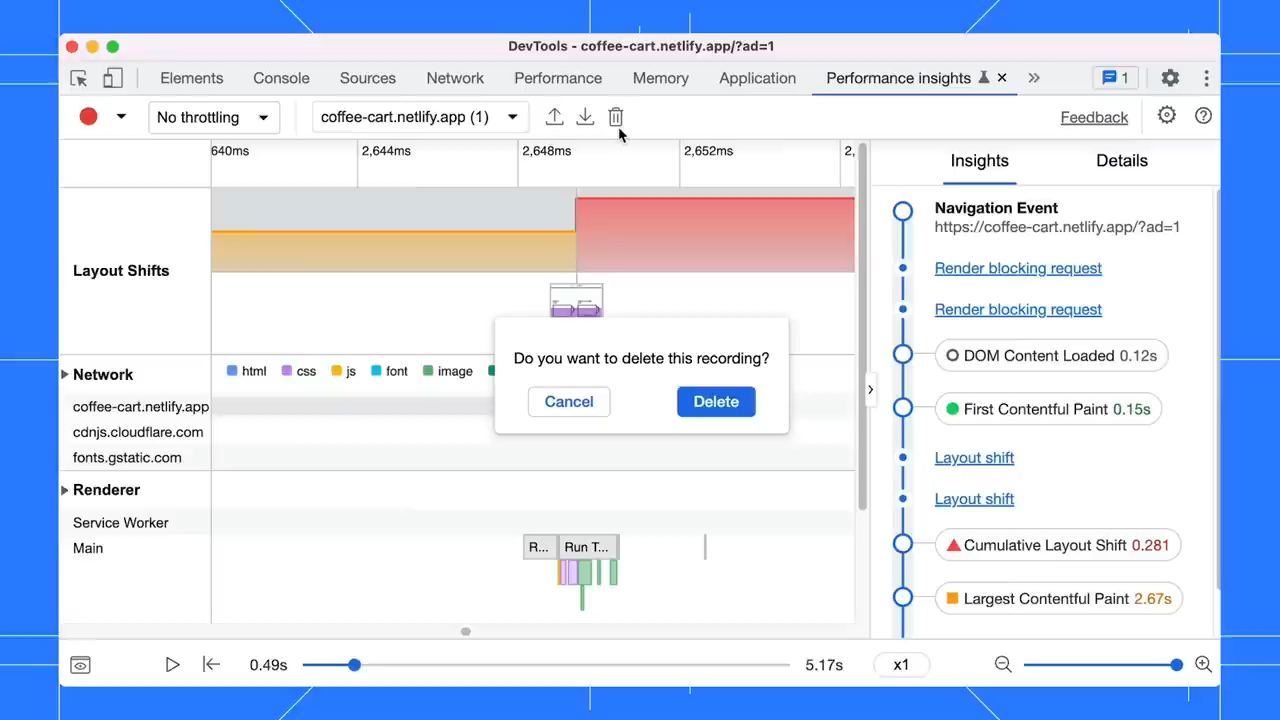 DevTools - coffee-cart.netlify.app/?ad=1
Elements Console Sources Network Performance Memory Application Performance insights 1
No throttling coffee-cart.netlify.app (1) Feedback
640ms 2,644ms 2,648ms 2,652ms 2,
Insights Details
Layout Shifts
Navigation Event
https://coffee-cart.netlify.app/?ad=1
Render blocking request
Render blocking request
DOM Content Loaded 0.12s
First Contentful Paint 0.15s
Layout shift
Layout shift
Cumulative Layout Shift 0.281
Largest Contentful Paint 2.67s
Do you want to delete this recording?
Cancel Delete
Network html css js font image
coffee-cart.netlify.app
cdnjs.cloudflare.com
fonts.gstatic.com
Renderer
Service Worker
Main R... Run T...
0.49s 5.17s x1